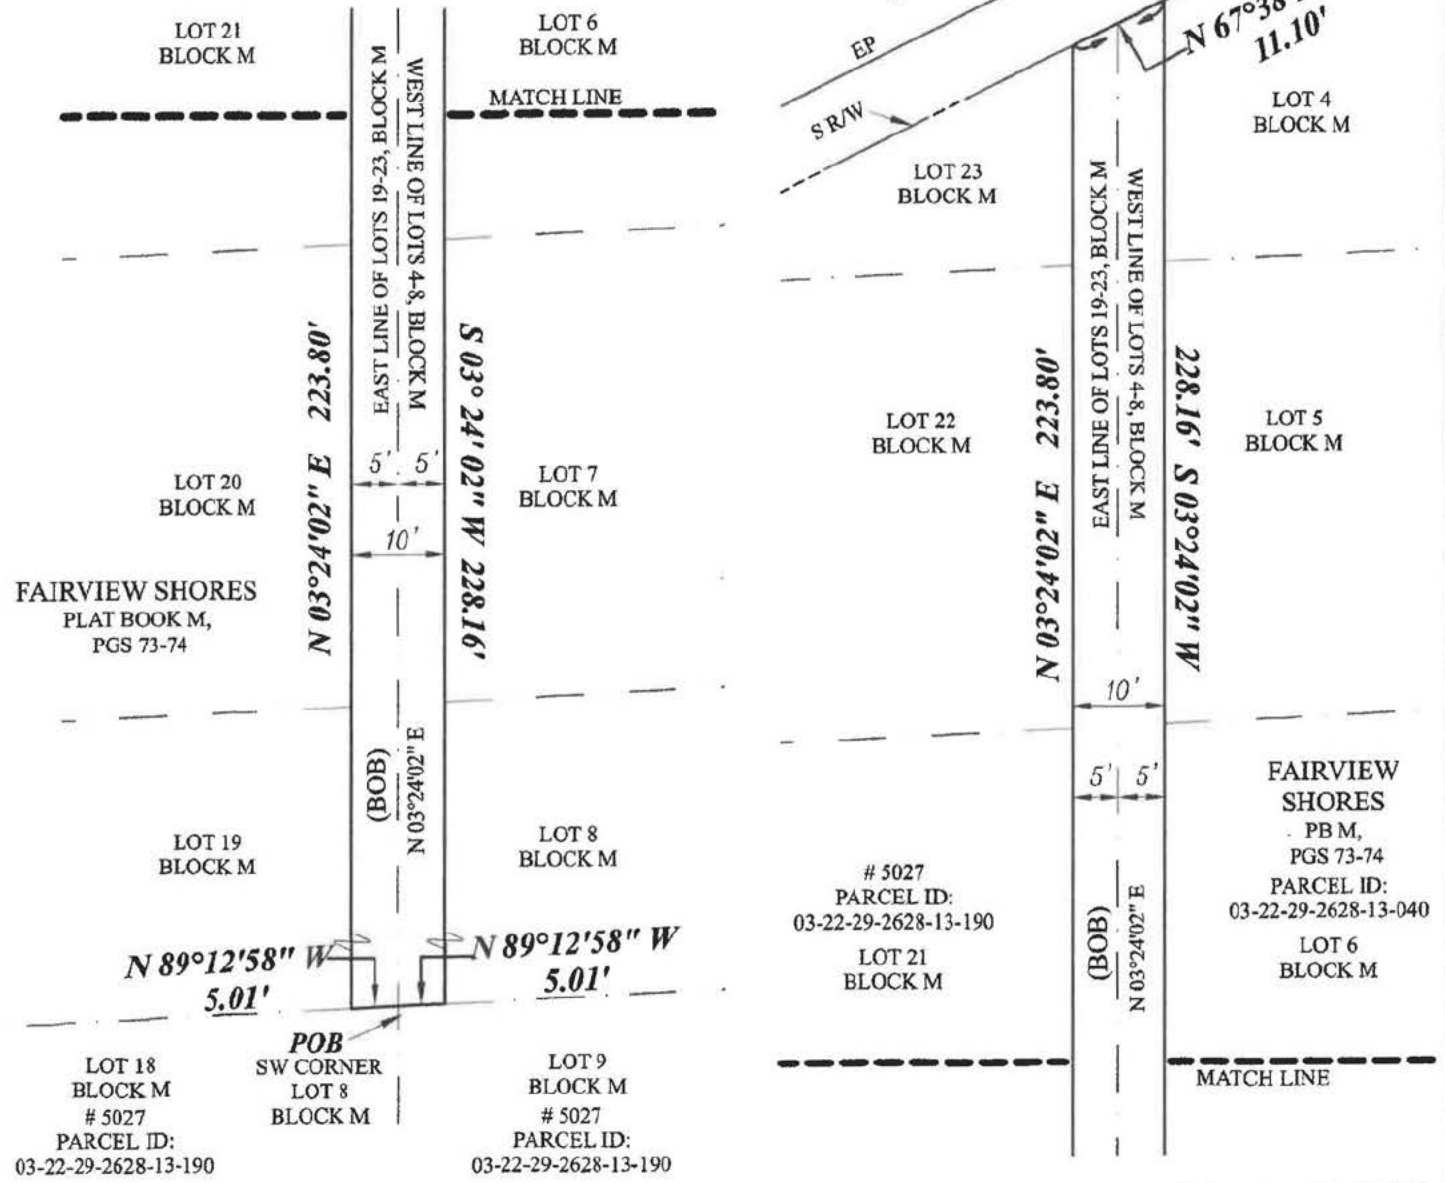 LOT 21
BLOCK M
LOT 6
BLOCK M
MATCH LINE
EAST LINE OF LOTS 19-23, BLOCK M
WEST LINE OF LOTS 4-8, BLOCK M
N 03°24'02" E 223.80'
S 03° 24' 02" W 228.16'
5' 5'
10'
LOT 20
BLOCK M
LOT 7
BLOCK M
FAIRVIEW SHORES
PLAT BOOK M,
PGS 73-74
(BOB)
N 03°24'02" E
LOT 19
BLOCK M
LOT 8
BLOCK M
N 89°12'58" W
5.01'
N 89°12'58" W
5.01'
POB
SW CORNER
LOT 8
BLOCK M
LOT 18
BLOCK M
# 5027
PARCEL ID:
03-22-29-2628-13-190
LOT 9
BLOCK M
# 5027
PARCEL ID:
03-22-29-2628-13-190
EP
S R/W
N 67°38'
11.10'
LOT 4
BLOCK M
LOT 23
BLOCK M
EAST LINE OF LOTS 19-23, BLOCK M
WEST LINE OF LOTS 4-8, BLOCK M
N 03°24'02" E 223.80'
228.16' S 03°24'02" W
LOT 22
BLOCK M
LOT 5
BLOCK M
10'
5' 5'
FAIRVIEW
SHORES
PB M,
PGS 73-74
PARCEL ID:
03-22-29-2628-13-040
LOT 6
BLOCK M
# 5027
PARCEL ID:
03-22-29-2628-13-190
LOT 21
BLOCK M
(BOB)
N 03°24'02" E
MATCH LINE